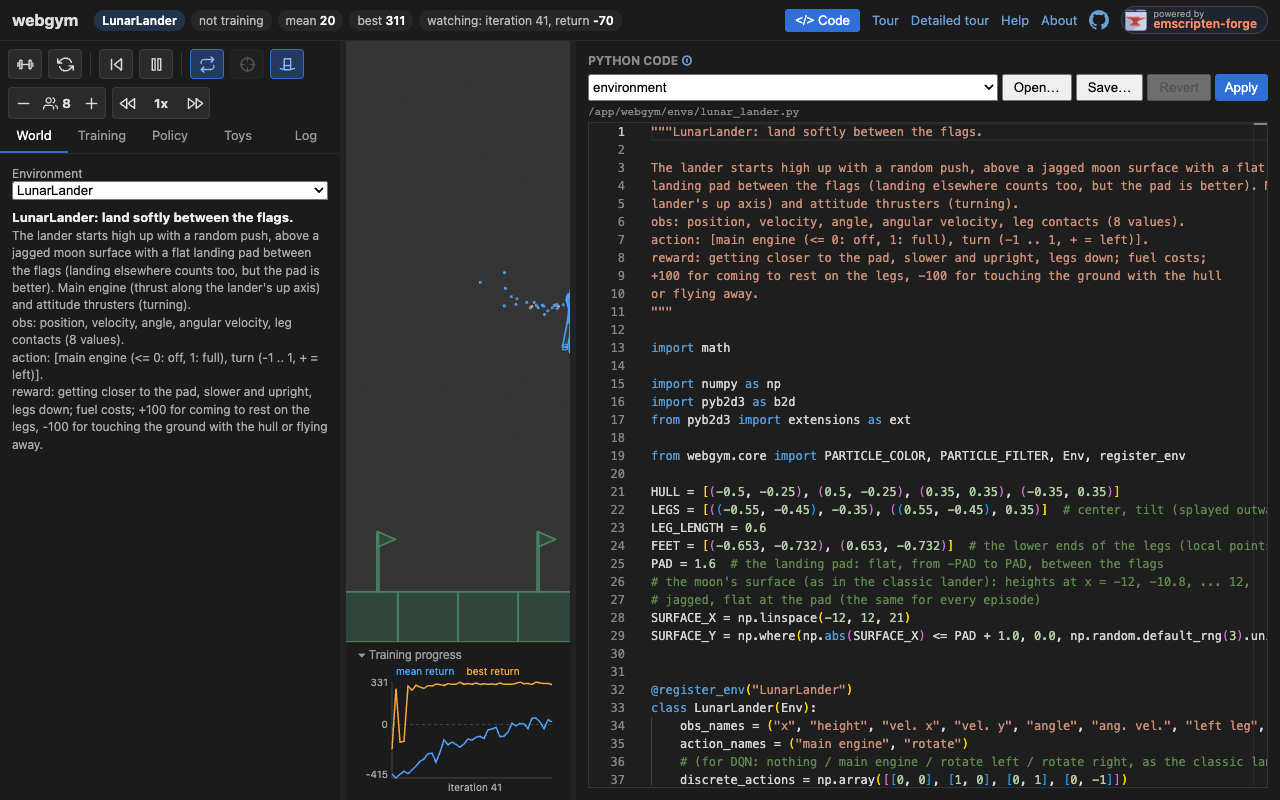 webgym LunarLander not training mean 20 best 311 watching: iteration 41, return -70 </> Code Tour Detailed tour Help About powered by emscripten-forge
8 1x
World Training Policy Toys Log
Environment
LunarLander
LunarLander: land softly between the flags.
The lander starts high up with a random push, above a
jagged moon surface with a flat landing pad between
the flags (landing elsewhere counts too, but the pad is
better). Main engine (thrust along the lander's up axis)
and attitude thrusters (turning).
obs: position, velocity, angle, angular velocity, leg
contacts (8 values).
action: [main engine (<= 0: off, 1: full), turn (-1 .. 1, + =
left)].
reward: getting closer to the pad, slower and upright,
legs down; fuel costs; +100 for coming to rest on the
legs, -100 for touching the ground with the hull or flying
away.
Training progress
mean return best return
331
0
-415
Iteration 41
PYTHON CODE
environment Open... Save... Revert Apply
/app/webgym/envs/lunar_lander.py
1 """LunarLander: land softly between the flags.
2
3 The lander starts high up with a random push, above a jagged moon surface with a flat
4 landing pad between the flags (landing elsewhere counts too, but the pad is better).
5 lander's up axis) and attitude thrusters (turning).
6 obs: position, velocity, angle, angular velocity, leg contacts (8 values).
7 action: [main engine (<= 0: off, 1: full), turn (-1 .. 1, + = left)].
8 reward: getting closer to the pad, slower and upright, legs down; fuel costs;
9 +100 for coming to rest on the legs, -100 for touching the ground with the hull
10 or flying away.
11 """
12
13 import math
14
15 import numpy as np
16 import pyb2d3 as b2d
17 from pyb2d3 import extensions as ext
18
19 from webgym.core import PARTICLE_COLOR, PARTICLE_FILTER, Env, register_env
20
21 HULL = [(-0.5, -0.25), (0.5, -0.25), (0.35, 0.35), (-0.35, 0.35)]
22 LEGS = [((-0.55, -0.45), -0.35), ((0.55, -0.45), 0.35)] # center, tilt (splayed outw
23 LEG_LENGTH = 0.6
24 FEET = [(-0.653, -0.732), (0.653, -0.732)] # the lower ends of the legs (local point
25 PAD = 1.6 # the landing pad: flat, from -PAD to PAD, between the flags
26 # the moon's surface (as in the classic lander): heights at x = -12, -10.8, ... 12,
27 # jagged, flat at the pad (the same for every episode)
28 SURFACE_X = np.linspace(-12, 12, 21)
29 SURFACE_Y = np.where(np.abs(SURFACE_X) <= PAD + 1.0, 0.0, np.random.default_rng(3).un
30
31
32 @register_env("LunarLander")
33 class LunarLander(Env):
34 obs_names = ("x", "height", "vel. x", "vel. y", "angle", "ang. vel.", "left leg",
35 action_names = ("main engine", "rotate")
36 # (for DQN: nothing / main engine / rotate left / rotate right, as the classic lan
37 discrete_actions = np.array([[0, 0], [1, 0], [0, 1], [0, -1]])